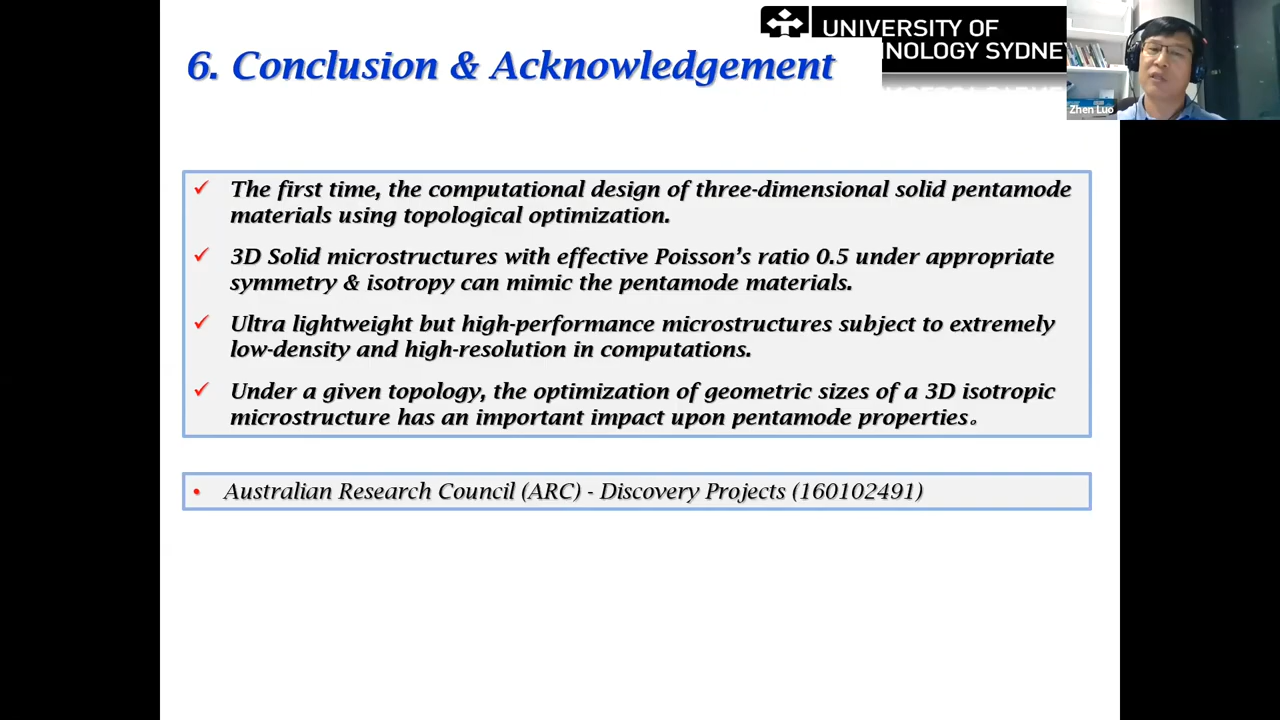 UNIVERSITY OF
NOLOGY SYDNEY
6. Conclusion & Acknowledgement
Zhen Luo
✓ The first time, the computational design of three-dimensional solid pentamode
materials using topological optimization.
✓ 3D Solid microstructures with effective Poisson’s ratio 0.5 under appropriate
symmetry & isotropy can mimic the pentamode materials.
✓ Ultra lightweight but high-performance microstructures subject to extremely
low-density and high-resolution in computations.
✓ Under a given topology, the optimization of geometric sizes of a 3D isotropic
microstructure has an important impact upon pentamode properties。
• Australian Research Council (ARC) - Discovery Projects (160102491)